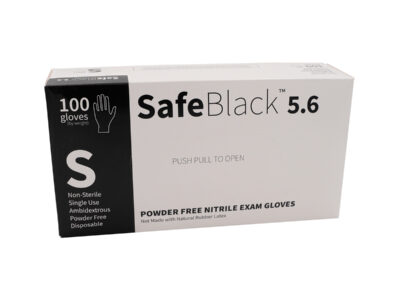 100
gloves
(by weight)
S
Non-Sterile
Single Use
Ambidextrous
Powder Free
Disposable
SafeBlack™ 5.6
PUSH PULL TO OPEN
POWDER FREE NITRILE EXAM GLOVES
Not Made with Natural Rubber Latex
100